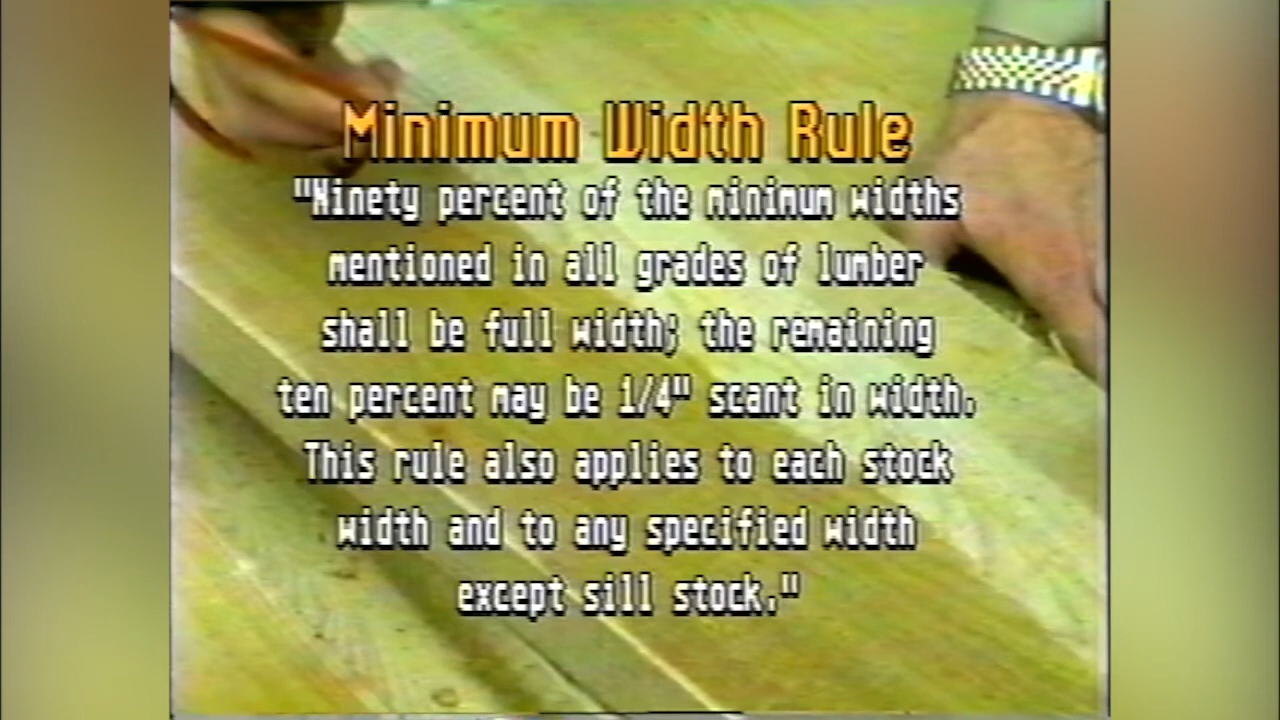 Minimum Width Rule
"Ninety percent of the minimum widths
mentioned in all grades of lumber
shall be full width; the remaining
ten percent may be 1/4" scant in width.
This rule also applies to each stock
width and to any specified width
except sill stock."